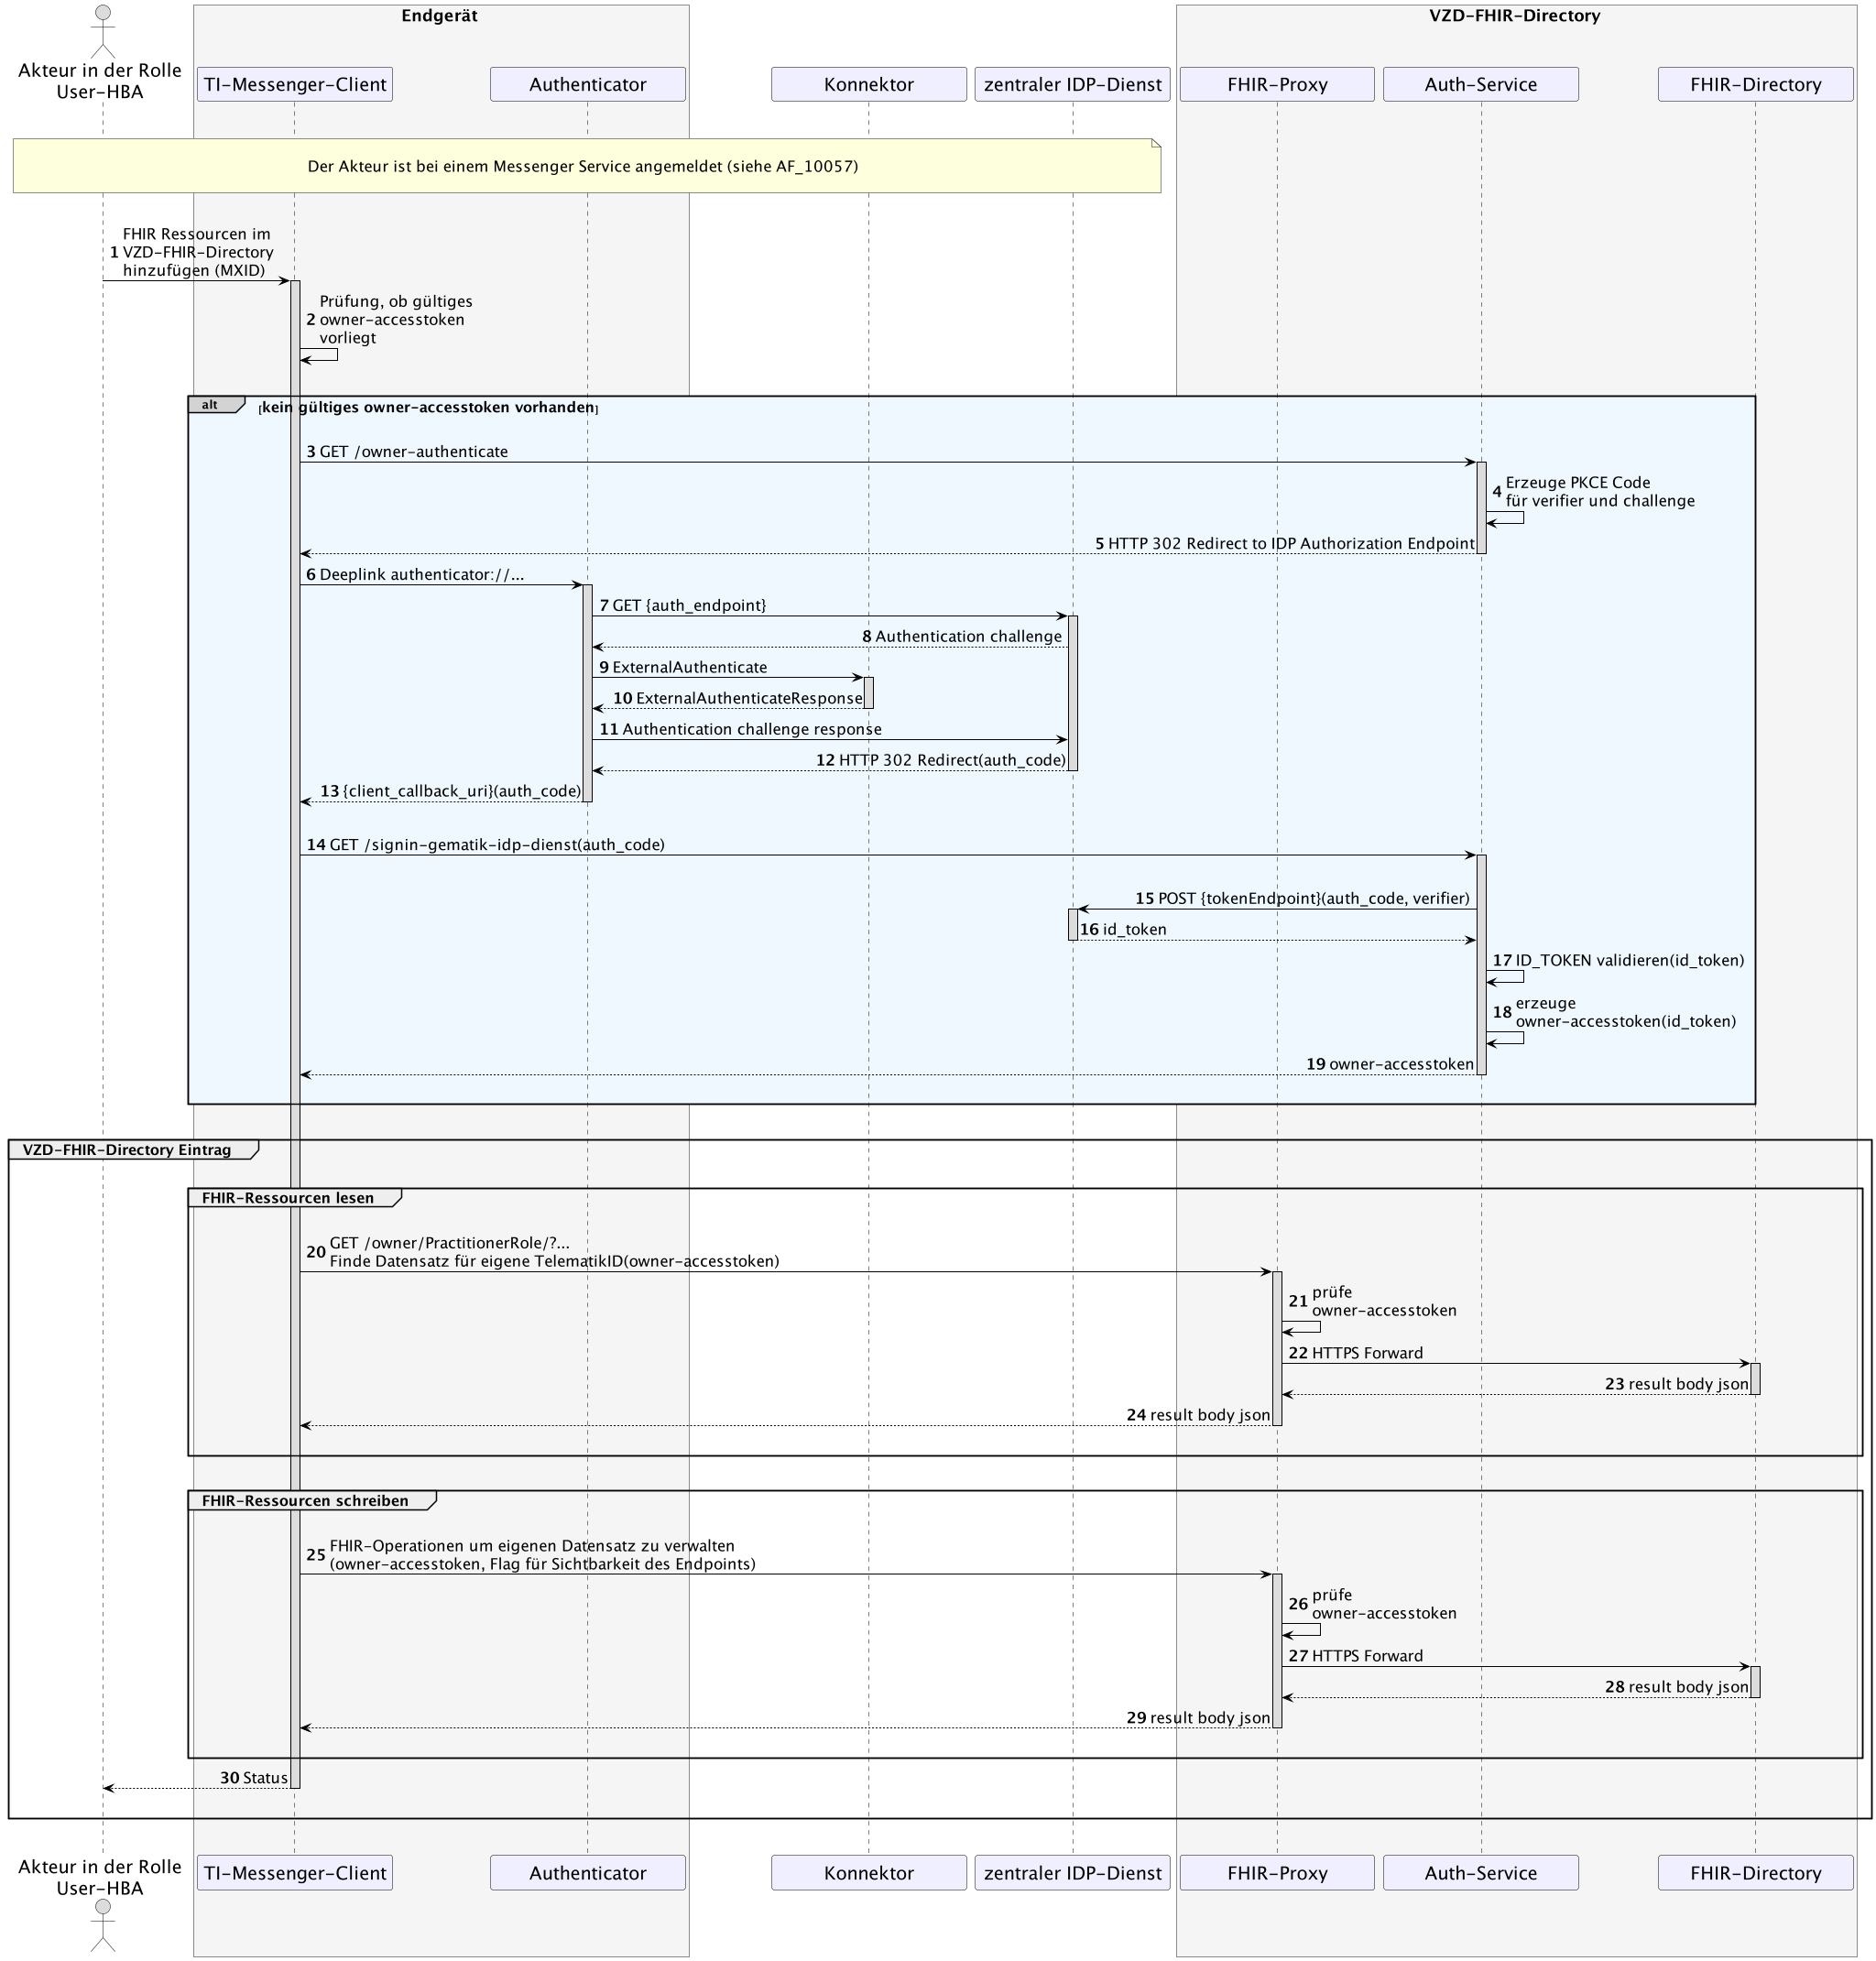 Endgerät
VZD-FHIR-Directory
Akteur in der Rolle
User-HBA
TI-Messenger-Client
Authenticator
Konnektor
zentraler IDP-Dienst
FHIR-Proxy
Auth-Service
FHIR-Directory
Der Akteur ist bei einem Messenger Service angemeldet (siehe AF_10057)
FHIR Ressourcen im
1 VZD-FHIR-Directory
hinzufügen (MXID)
Prüfung, ob gültiges
2 owner-accesstoken
vorliegt
alt [kein gültiges owner-accesstoken vorhanden]
3 GET /owner-authenticate
4 Erzeuge PKCE Code
für verifier und challenge
5 HTTP 302 Redirect to IDP Authorization Endpoint
6 Deeplink authenticator://...
7 GET {auth_endpoint}
8 Authentication challenge
9 ExternalAuthenticate
10 ExternalAuthenticateResponse
11 Authentication challenge response
12 HTTP 302 Redirect(auth_code)
13 {client_callback_uri}(auth_code)
14 GET /signin-gematik-idp-dienst(auth_code)
15 POST {tokenEndpoint}(auth_code, verifier)
16 id_token
17 ID_TOKEN validieren(id_token)
18 erzeuge
owner-accesstoken(id_token)
19 owner-accesstoken
VZD-FHIR-Directory Eintrag
FHIR-Ressourcen lesen
20 GET /owner/PractitionerRole/?...
Finde Datensatz für eigene TelematikID(owner-accesstoken)
21 prüfe
owner-accesstoken
22 HTTPS Forward
23 result body json
24 result body json
FHIR-Ressourcen schreiben
25 FHIR-Operationen um eigenen Datensatz zu verwalten
(owner-accesstoken, Flag für Sichtbarkeit des Endpoints)
26 prüfe
owner-accesstoken
27 HTTPS Forward
28 result body json
29 result body json
30 Status
Akteur in der Rolle
User-HBA
TI-Messenger-Client
Authenticator
Konnektor
zentraler IDP-Dienst
FHIR-Proxy
Auth-Service
FHIR-Directory